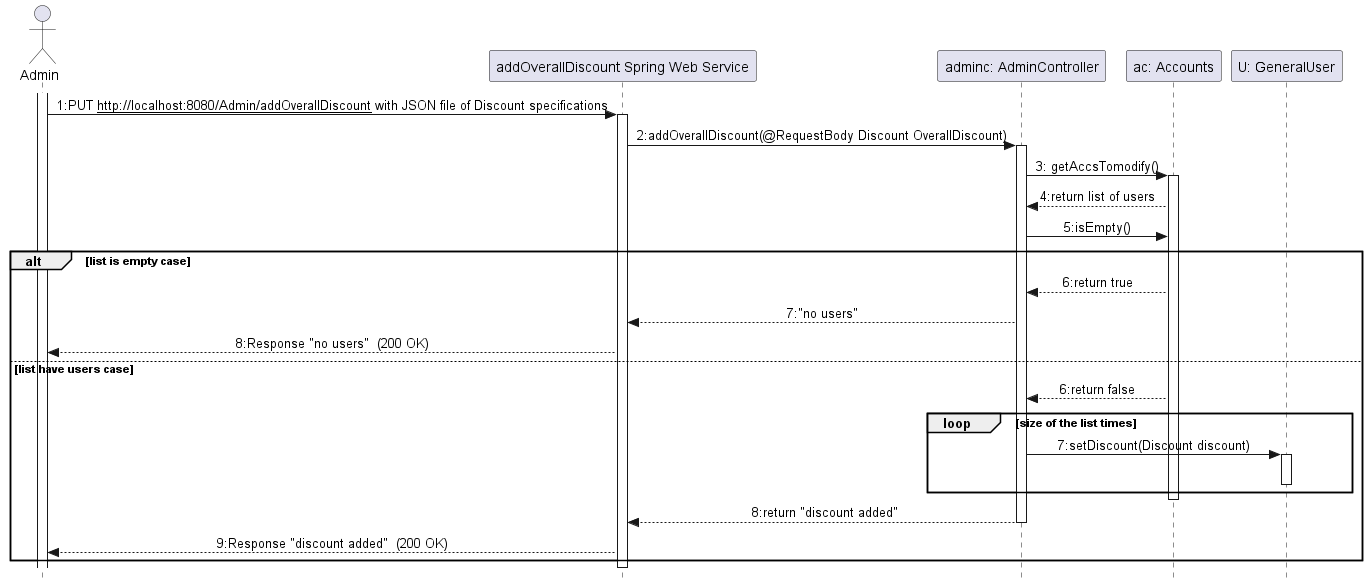 Admin
addOverallDiscount Spring Web Service
adminc: AdminController
ac: Accounts
U: GeneralUser
1:PUT http://localhost:8080/Admin/addOverallDiscount with JSON file of Discount specifications
2:addOverallDiscount(@RequestBody Discount OverallDiscount)
3: getAccsTomodify()
4:return list of users
5:isEmpty()
alt [list is empty case]
6:return true
7:"no users"
8:Response "no users" (200 OK)
[list have users case]
6:return false
loop [size of the list times]
7:setDiscount(Discount discount)
8:return "discount added"
9:Response "discount added" (200 OK)